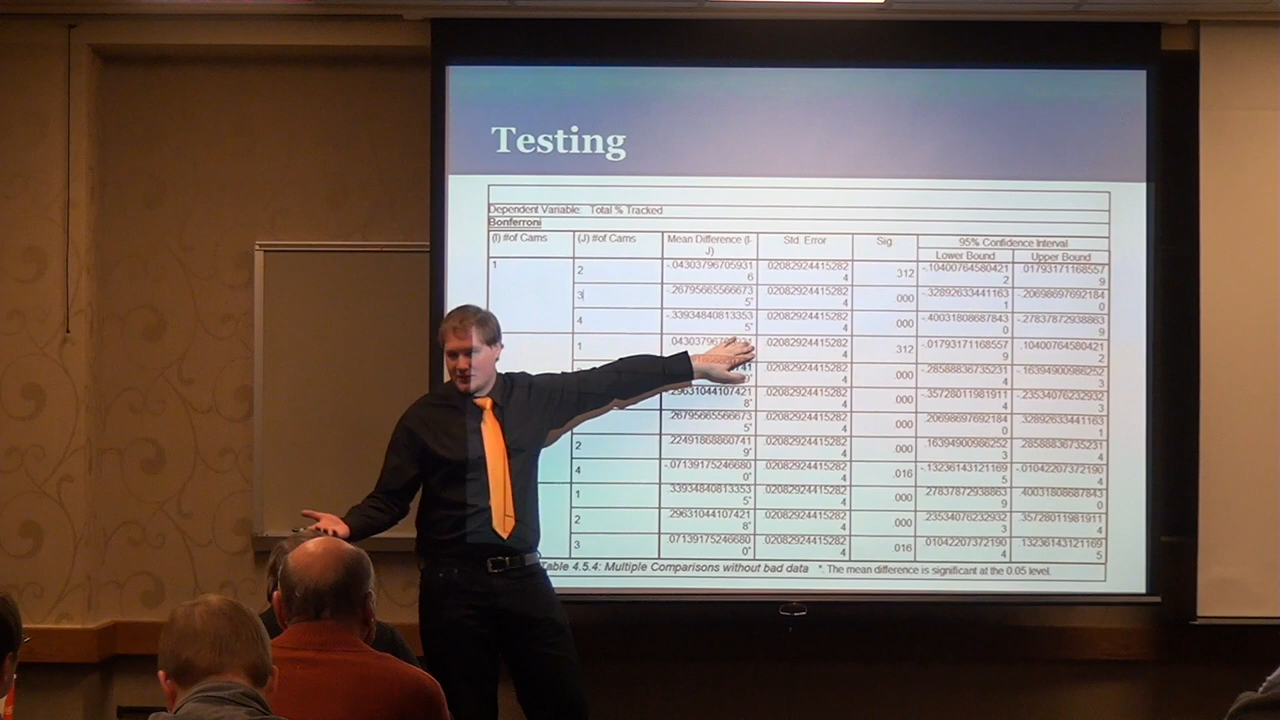 Testing
Dependent Variable: Total % Tracked
Bonferroni
(I) #of Cams (J) #of Cams Mean Difference (I- Std. Error Sig. 95% Confidence Interval
J) Lower Bound Upper Bound
1 2 -.04303796705931 .02082924415282 .312 -.10400764580421 .01793171168557
6 4 2 9
3 -.26795665566673 .02082924415282 .000 -.32892633441163 -.20698697692184
5* 4 1 0
4 -.33934840813353 .02082924415282 .000 -.40031808687843 -.27837872938863
5* 4 0 9
1 .02082924415282 .312 -.01793171168557 .10400764580421
4 9 2
.02082924415282 .000 -.28588836735231 -.16394900986252
4 4 3
.29631044107421 .02082924415282 .000 -.35728011981911 -.23534076232932
8* 4 4 3
.26795665566673 .02082924415282 .000 .20698697692184 .32892633441163
5* 4 0 1
2 .22491868860741 .02082924415282 .000 .16394900986252 .28588836735231
9* 4 3 4
4 -.07139175246680 .02082924415282 .016 -.13236143121169 -.01042207372190
0* 4 5 4
1 .33934840813353 .02082924415282 .000 .27837872938863 .40031808687843
5* 4 9 0
2 .29631044107421 .02082924415282 .000 .23534076232932 .35728011981911
8* 4 3 4
3 .07139175246680 .02082924415282 .016 .01042207372190 .13236143121169
0* 4 4 5
Table 4.5.4: Multiple Comparisons without bad data *. The mean difference is significant at the 0.05 level.